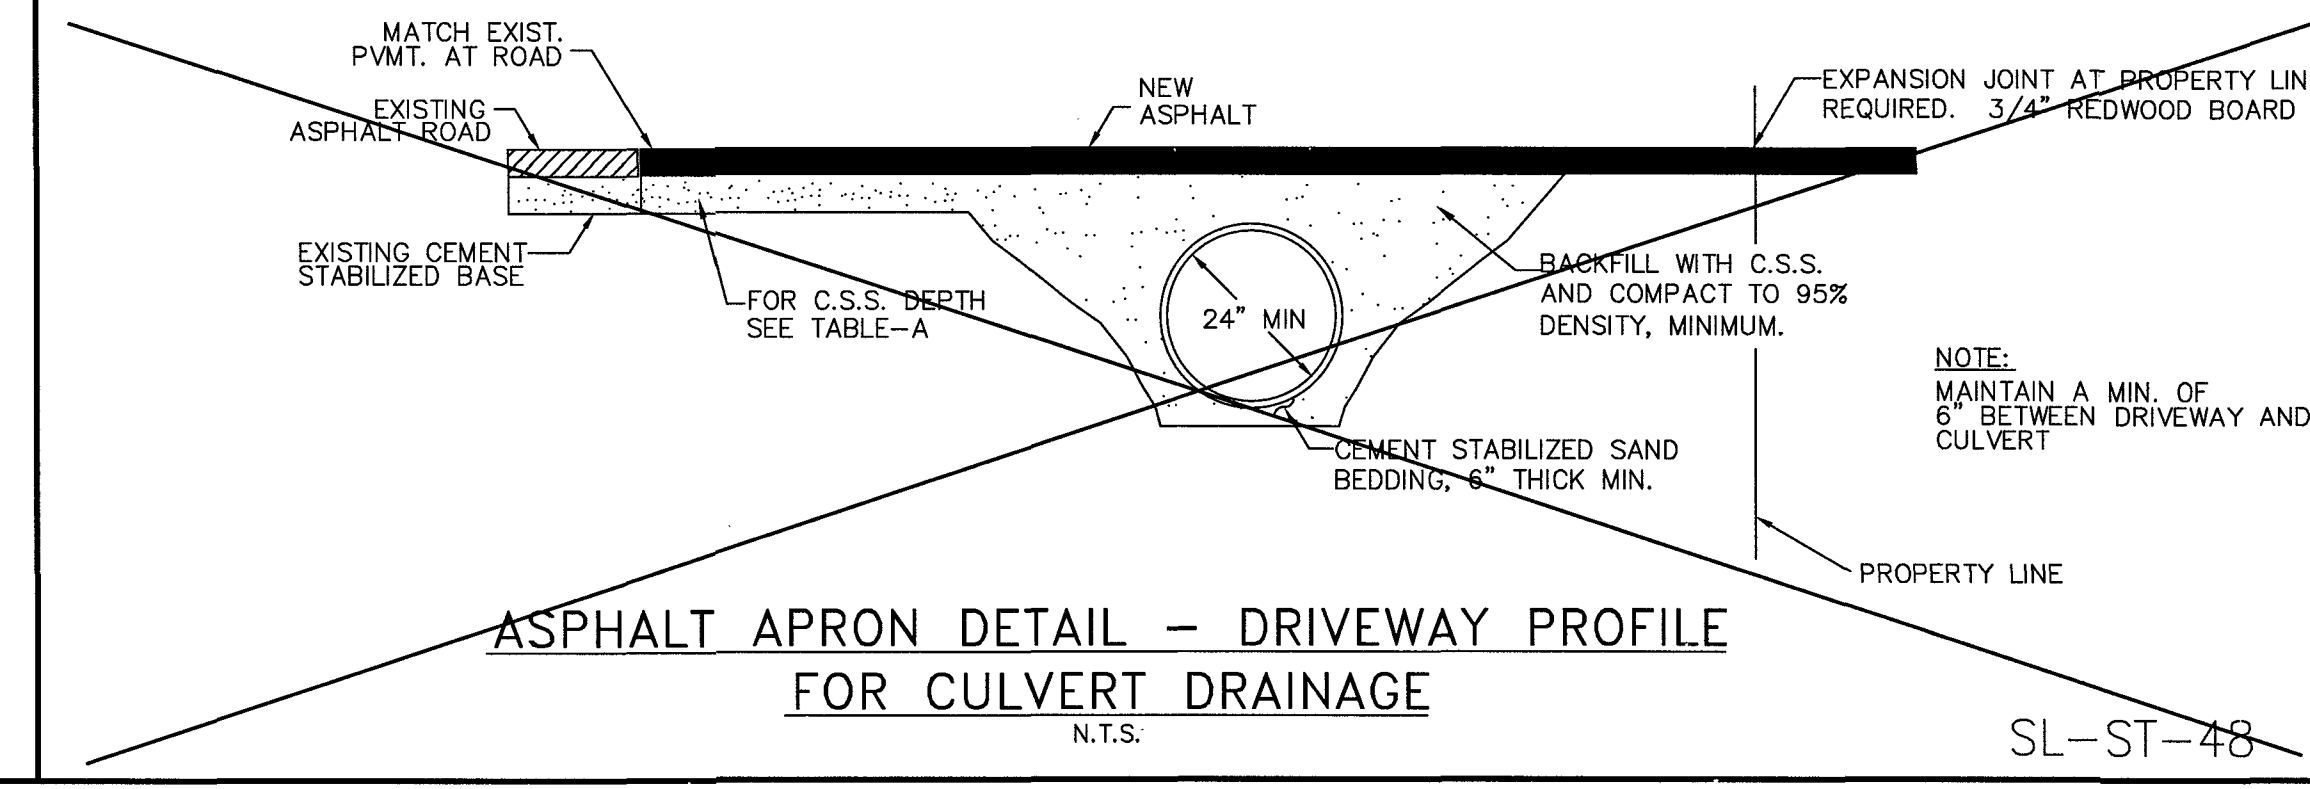 MATCH EXIST.
PVMT. AT ROAD
EXISTING
ASPHALT ROAD
NEW
ASPHALT
EXPANSION JOINT AT PROPERTY LIN
REQUIRED. 3/4" REDWOOD BOARD
EXISTING CEMENT
STABILIZED BASE
FOR C.S.S. DEPTH
SEE TABLE-A
24" MIN
BACKFILL WITH C.S.S.
AND COMPACT TO 95%
DENSITY, MINIMUM.
NOTE:
MAINTAIN A MIN. OF
6" BETWEEN DRIVEWAY AND
CULVERT
CEMENT STABILIZED SAND
BEDDING, 6" THICK MIN.
PROPERTY LINE
ASPHALT APRON DETAIL - DRIVEWAY PROFILE
FOR CULVERT DRAINAGE
N.T.S.
SL-ST-48